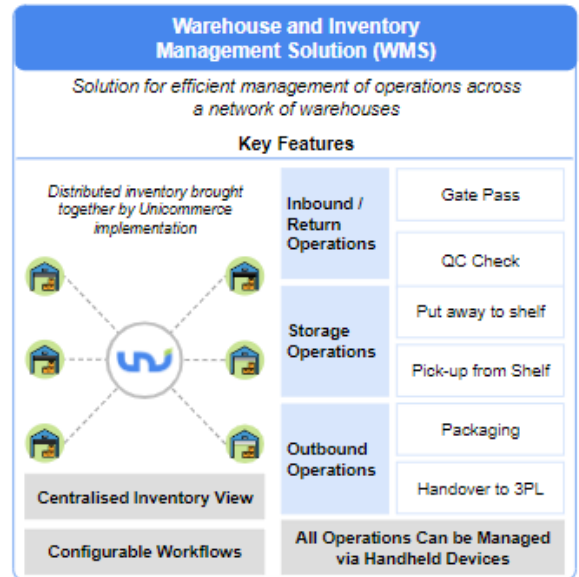 Warehouse and Inventory
Management Solution (WMS)
Solution for efficient management of operations across
a network of warehouses
Key Features
Distributed inventory brought
together by Unicommerce
implementation
Centralised Inventory View
Configurable Workflows
Inbound /
Return
Operations
Gate Pass
QC Check
Storage
Operations
Put away to shelf
Pick-up from Shelf
Outbound
Operations
Packaging
Handover to 3PL
All Operations Can be Managed
via Handheld Devices